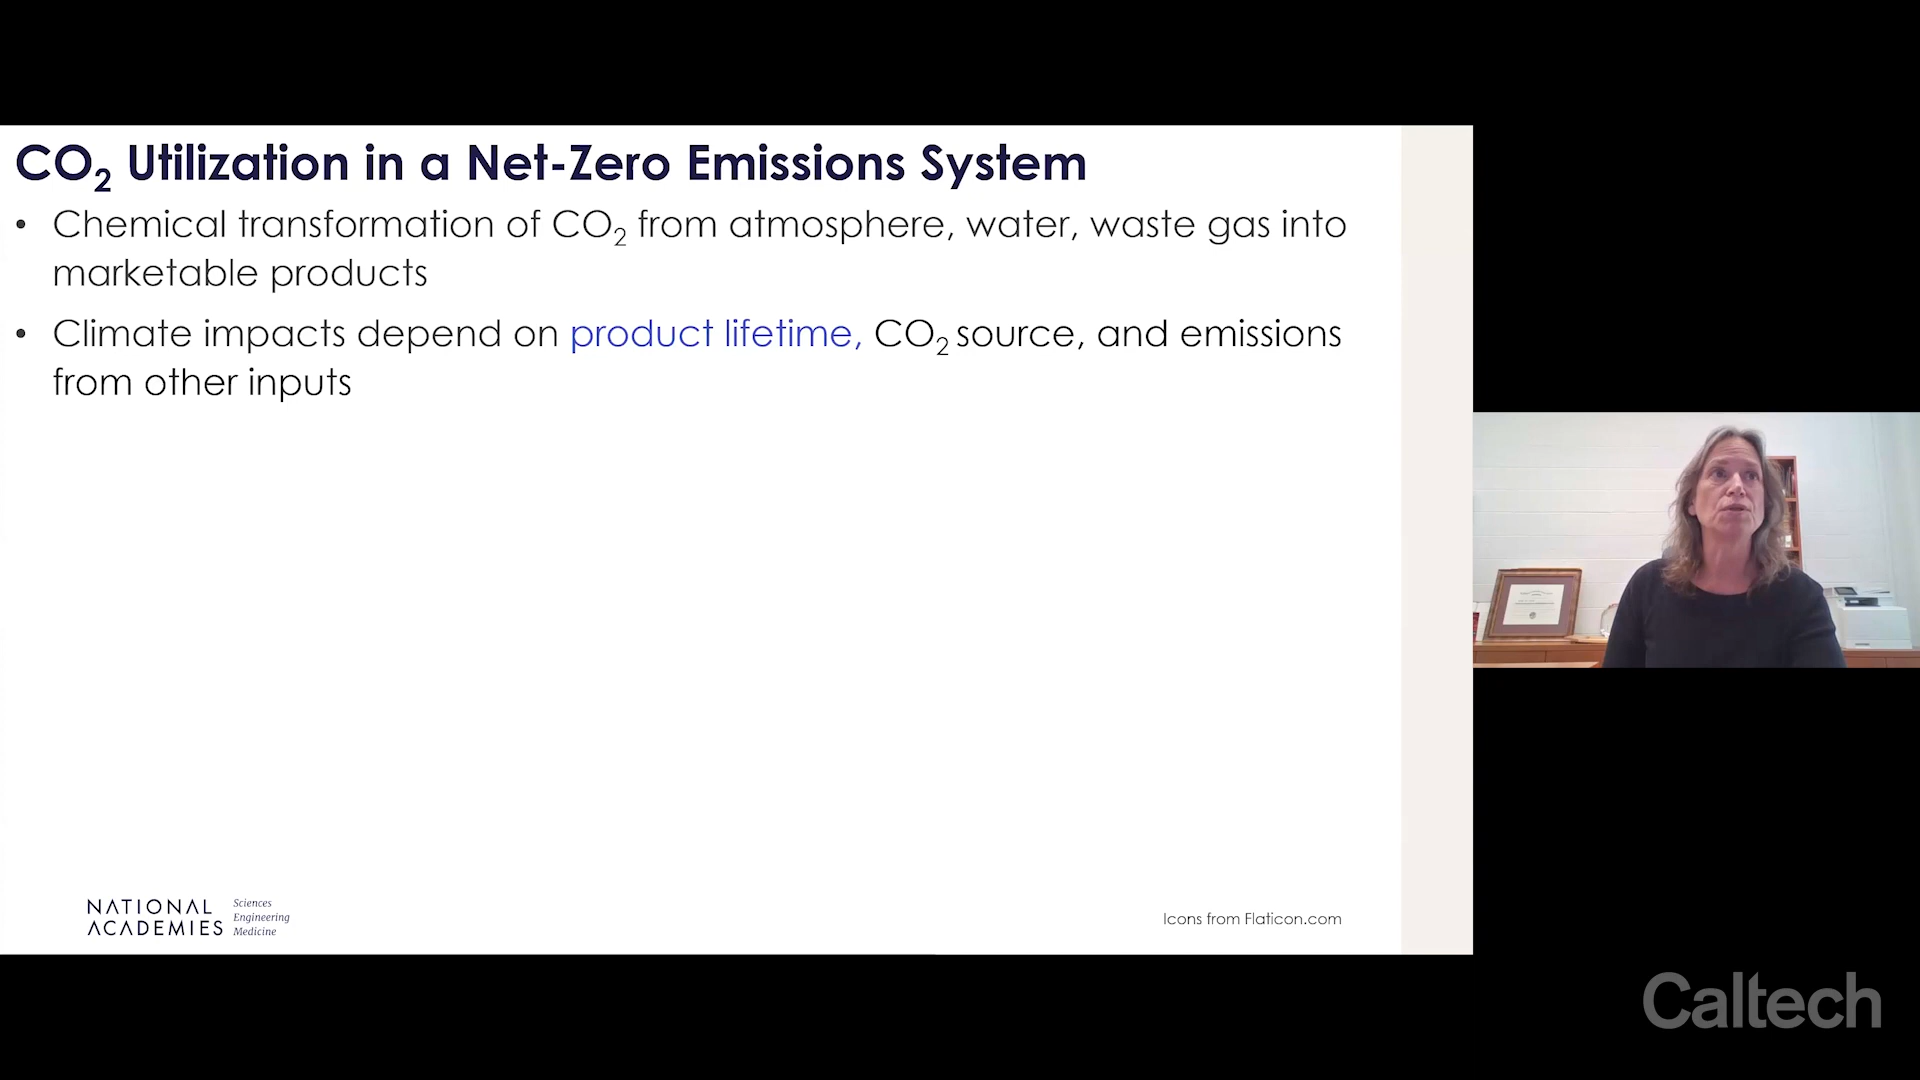 CO₂ Utilization in a Net-Zero Emissions System
• Chemical transformation of CO₂ from atmosphere, water, waste gas into
marketable products
• Climate impacts depend on product lifetime, CO₂ source, and emissions
from other inputs
NATIONAL
ACADEMIES
Sciences
Engineering
Medicine
Icons from Flaticon.com
Caltech